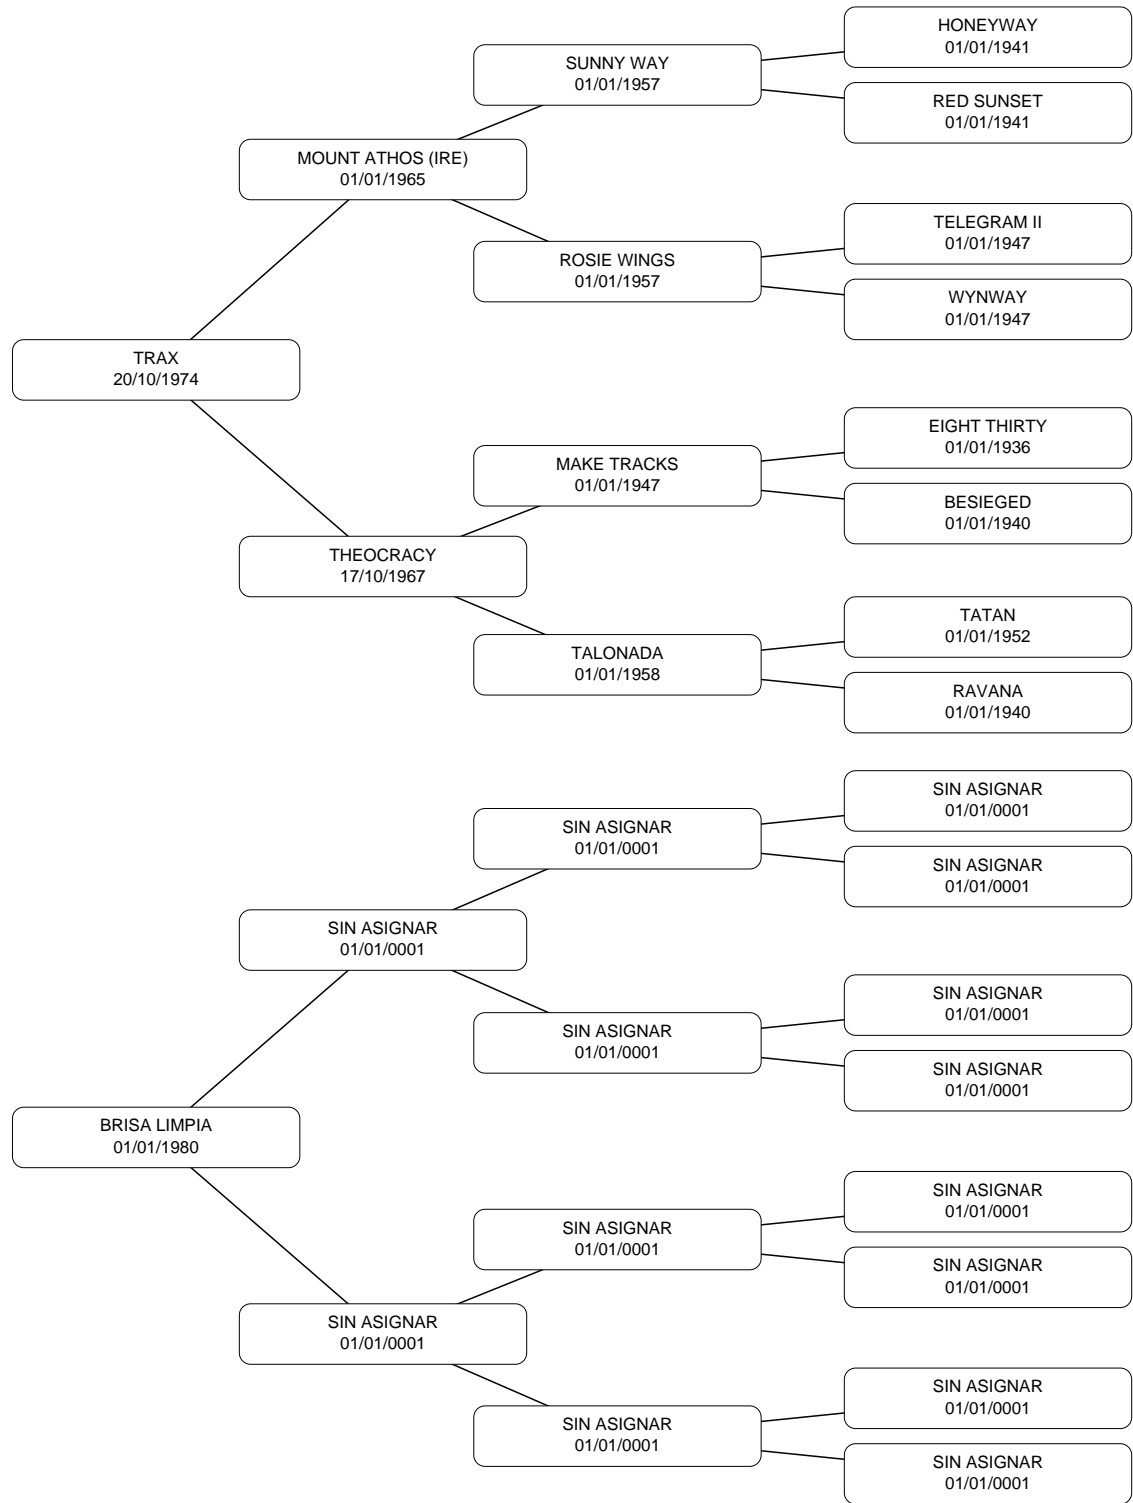 HONEYWAY
01/01/1941
SUNNY WAY
01/01/1957
RED SUNSET
01/01/1941
MOUNT ATHOS (IRE)
01/01/1965
TELEGRAM II
01/01/1947
ROSIE WINGS
01/01/1957
WYNWAY
01/01/1947
TRAX
20/10/1974
EIGHT THIRTY
01/01/1936
MAKE TRACKS
01/01/1947
BESIEGED
01/01/1940
THEOCRACY
17/10/1967
TATAN
01/01/1952
TALONADA
01/01/1958
RAVANA
01/01/1940
SIN ASIGNAR
01/01/0001
SIN ASIGNAR
01/01/0001
SIN ASIGNAR
01/01/0001
SIN ASIGNAR
01/01/0001
SIN ASIGNAR
01/01/0001
SIN ASIGNAR
01/01/0001
SIN ASIGNAR
01/01/0001
BRISA LIMPIA
01/01/1980
SIN ASIGNAR
01/01/0001
SIN ASIGNAR
01/01/0001
SIN ASIGNAR
01/01/0001
SIN ASIGNAR
01/01/0001
SIN ASIGNAR
01/01/0001
SIN ASIGNAR
01/01/0001
SIN ASIGNAR
01/01/0001